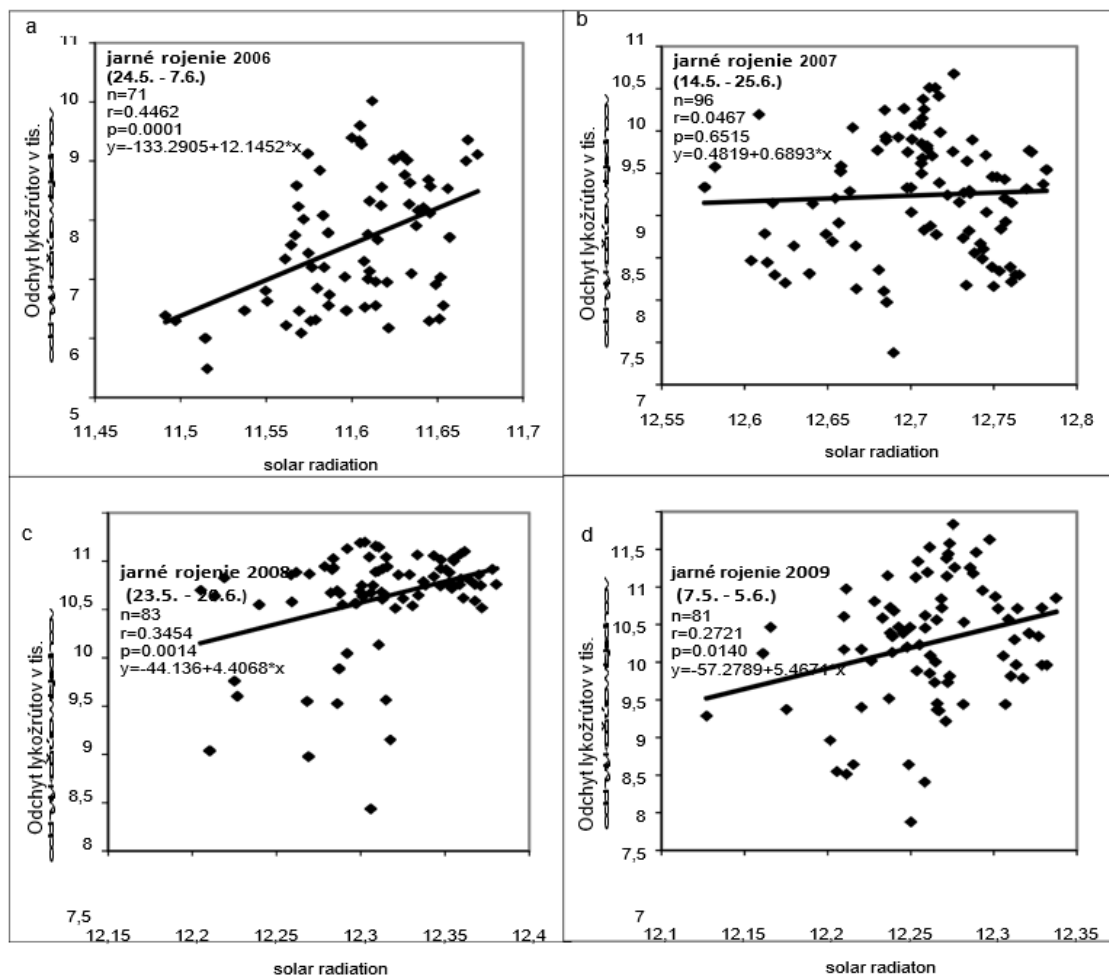 a
11
10
9
8
7
6
5
jarné rojenie 2006
(24.5. - 7.6.)
n=71
r=0.4462
p=0.0001
y=-133.2905+12.1452*x
Odchyt lykožrútov v tis.
11,45 11,5 11,55 11,6 11,65 11,7
solar radiation
b
11
10,5
10
9,5
9
8,5
8
7,5
7
jarné rojenie 2007
(14.5. - 25.6.)
n=96
r=0.0467
p=0.6515
y=0.4819+0.6893*x
Odchyt lykožrútov v tis.
12,55 12,6 12,65 12,7 12,75 12,8
solar radiation
c
11
10,5
10
9,5
9
8,5
8
7,5
jarné rojenie 2008
(23.5. - 6.)
n=83
r=0.3454
p=0.0014
y=-44.136+4.4068*x
Odchyt lykožrútov v tis.
12,15 12,2 12,25 12,3 12,35 12,4
solar radiation
d
11,5
11
10,5
10
9,5
9
8,5
8
7,5
7
jarné rojenie 2009
(7.5. - 5.6.)
n=81
r=0.2721
p=0.0140
y=-57.2789+5.4674*x
Odchyt lykožrútov v tis.
12,1 12,15 12,2 12,25 12,3 12,35
solar radiaton